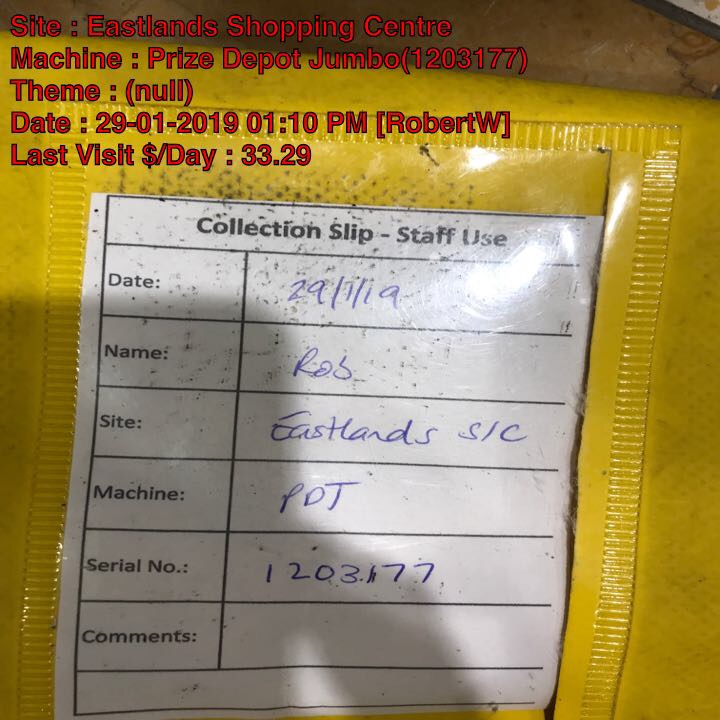 Site : Eastlands Shopping Centre
Machine : Prize Depot Jumbo(1203177)
Theme : (null)
Date : 29-01-2019 01:10 PM [RobertW]
Last Visit $/Day : 33.29
Collection Slip - Staff Use
Date: 29/1/19
Name: Rob
Site: Eastlands S/C
Machine: PDJ
Serial No.: 1203177
Comments: